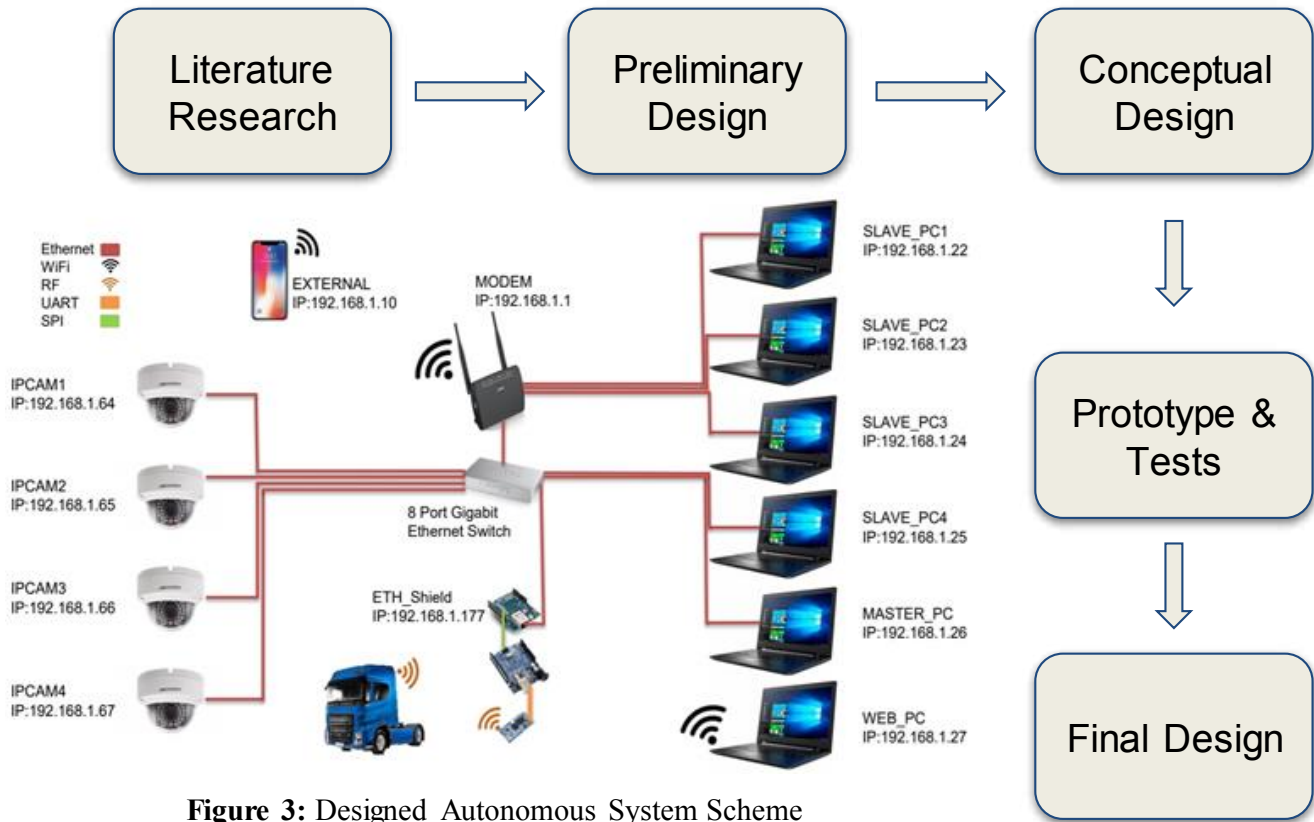 Literature
Research
Preliminary
Design
Conceptual
Design
Ethernet
WiFi
RF
UART
SPI
EXTERNAL
IP:192.168.1.10
MODEM
IP:192.168.1.1
SLAVE_PC1
IP:192.168.1.22
SLAVE_PC2
IP:192.168.1.23
SLAVE_PC3
IP:192.168.1.24
SLAVE_PC4
IP:192.168.1.25
MASTER_PC
IP:192.168.1.26
WEB_PC
IP:192.168.1.27
IPCAM1
IP:192.168.1.64
IPCAM2
IP:192.168.1.65
IPCAM3
IP:192.168.1.66
IPCAM4
IP:192.168.1.67
8 Port Gigabit
Ethernet Switch
ETH_Shield
IP:192.168.1.177
Prototype &
Tests
Final Design
Figure 3: Designed Autonomous System Scheme